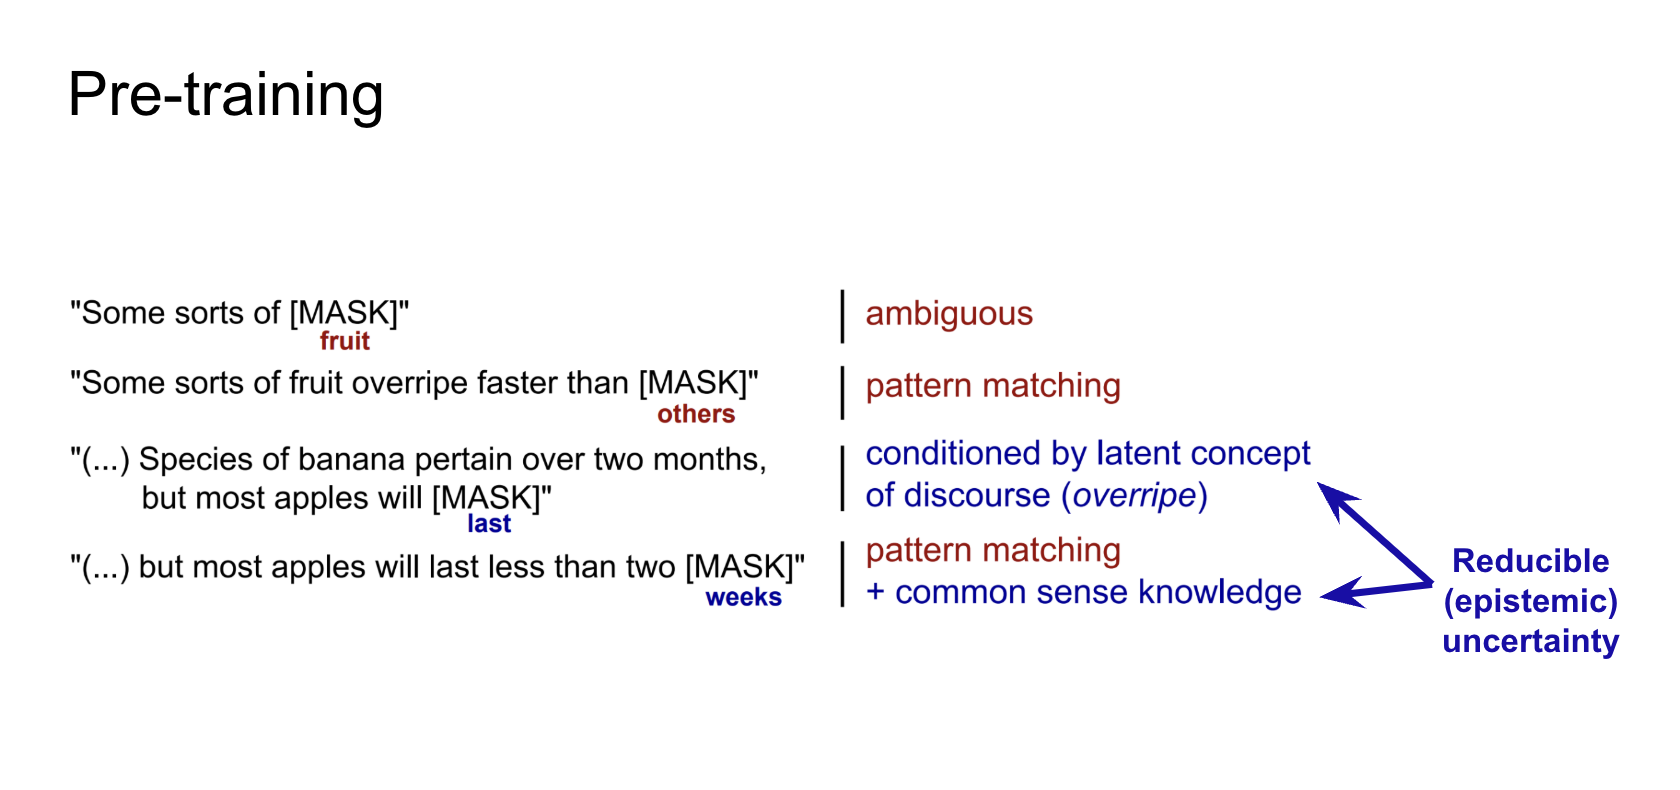 Pre-training
"Some sorts of [MASK]"
fruit
ambiguous
"Some sorts of fruit overripe faster than [MASK]"
others
pattern matching
"(...) Species of banana pertain over two months,
but most apples will [MASK]"
last
conditioned by latent concept
of discourse (overripe)
"(...) but most apples will last less than two [MASK]"
weeks
pattern matching
+ common sense knowledge
Reducible
(epistemic)
uncertainty